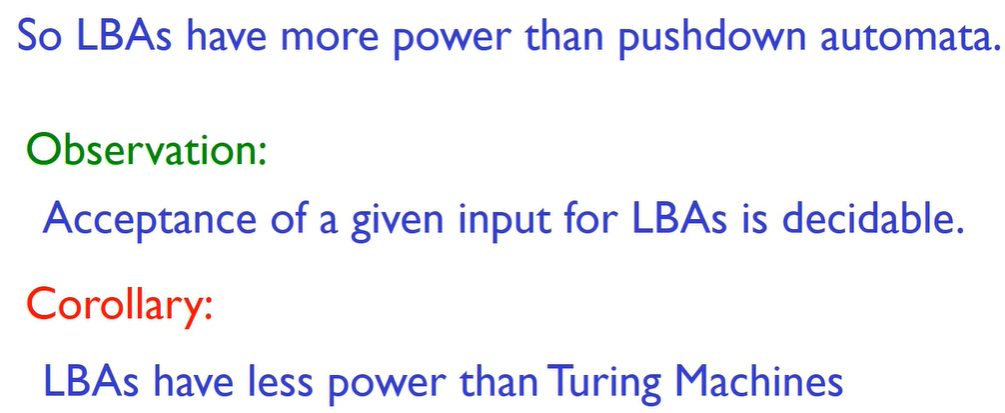 So LBAs have more power than pushdown automata.
Observation:
Acceptance of a given input for LBAs is decidable.
Corollary:
LBAs have less power than Turing Machines